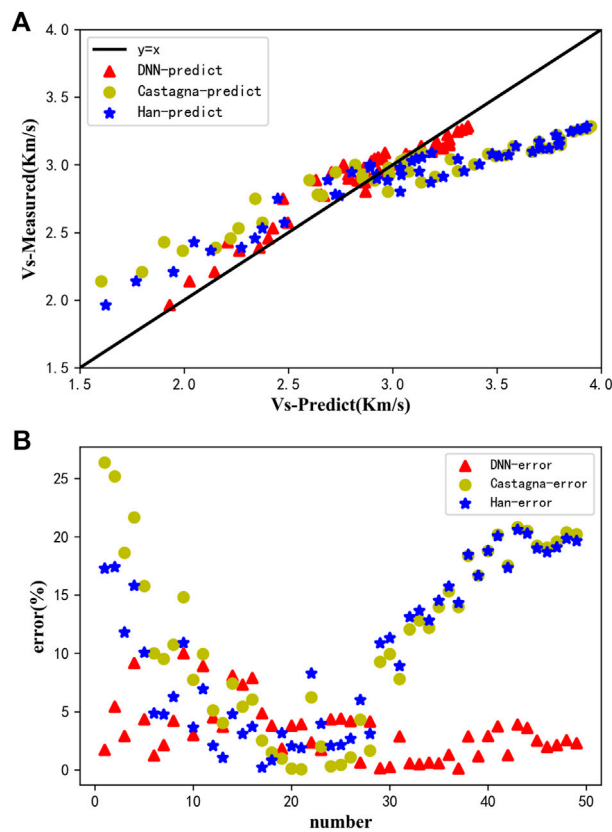 A
4.0
3.5
3.0
2.5
2.0
1.5
Vs-Measured(Km/s)
y=x
DNN-predict
Castagna-predict
Han-predict
1.5 2.0 2.5 3.0 3.5 4.0
Vs-Predict(Km/s)
B
25
20
15
10
5
0
error(%)
DNN-error
Castagna-error
Han-error
0 10 20 30 40 50
number